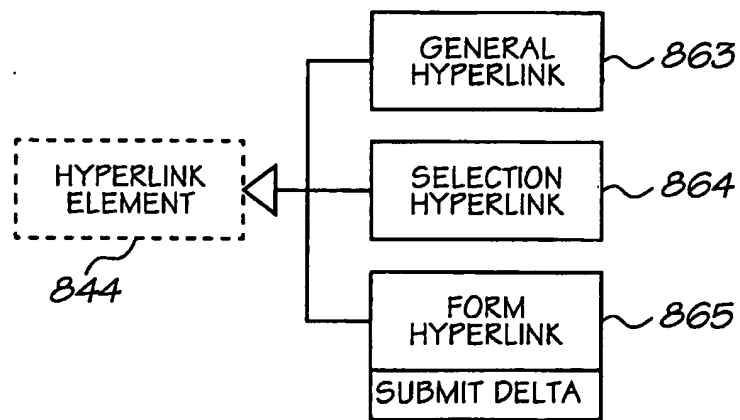 GENERAL
HYPERLINK
863
HYPERLINK
ELEMENT
844
SELECTION
HYPERLINK
864
FORM
HYPERLINK
865
SUBMIT DELTA